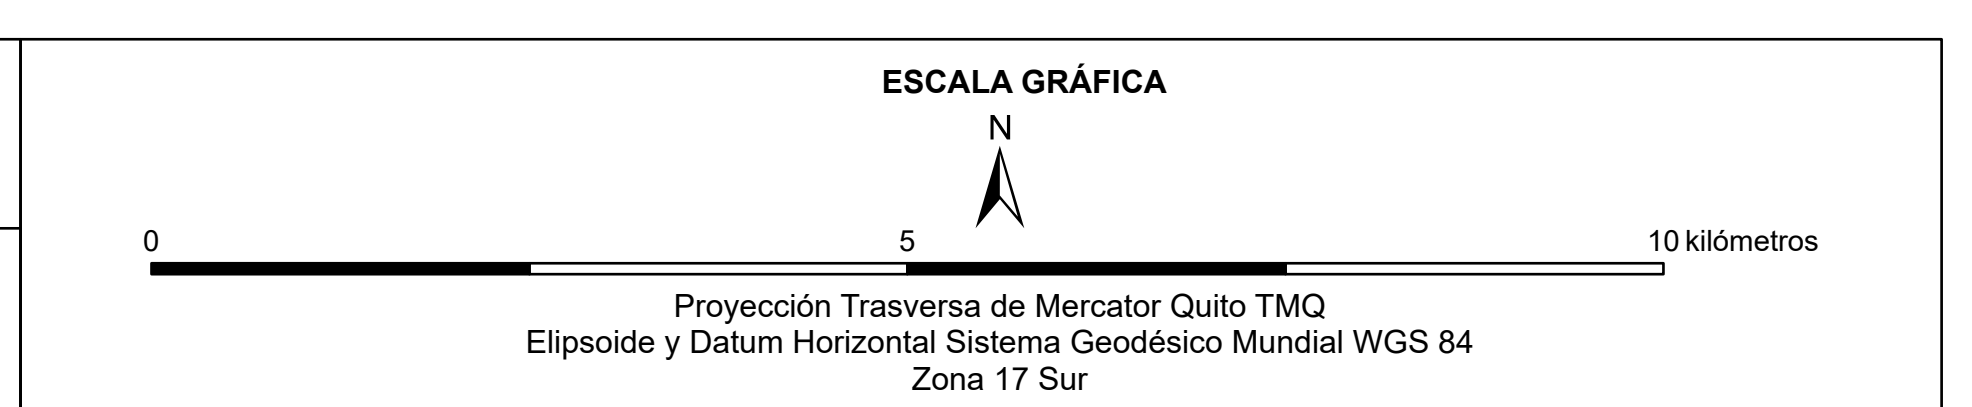 ESCALA GRÁFICA
N
0 5 10 kilómetros
Proyección Trasversa de Mercator Quito TMQ
Elipsoide y Datum Horizontal Sistema Geodésico Mundial WGS 84
Zona 17 Sur